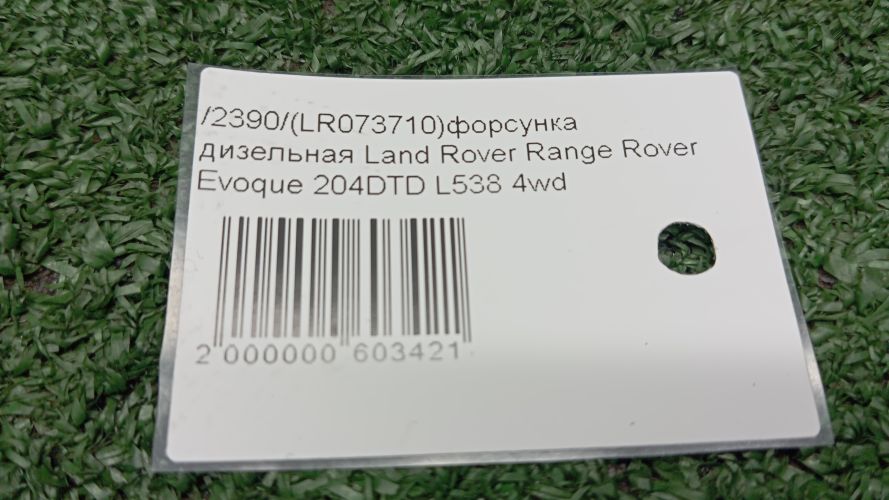 /2390/(LR073710)форсунка
дизельная Land Rover Range Rover
Evoque 204DTD L538 4wd
2 000000 603421